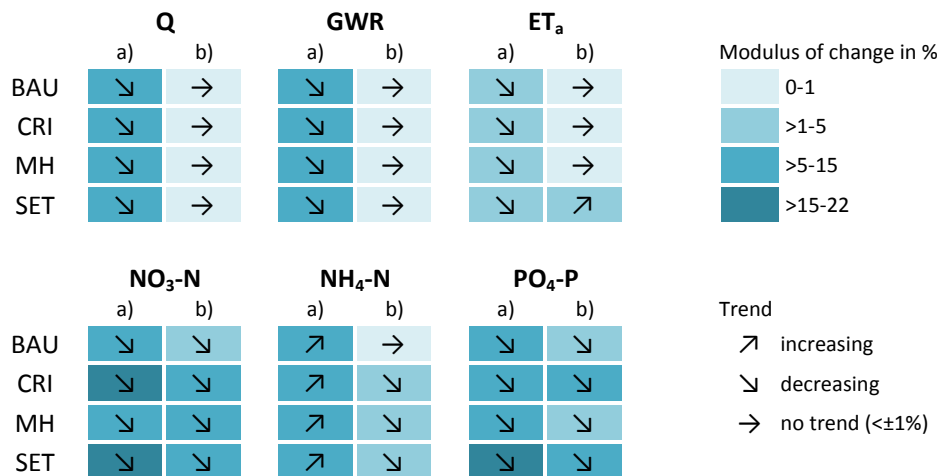 Q GWR ETₐ
a) b) a) b) a) b) Modulus of change in %
BAU ↘ → ↘ → ↘ → 0-1
CRI ↘ → ↘ → ↘ → >1-5
MH ↘ → ↘ → ↘ → >5-15
SET ↘ → ↘ → ↘ ↗ >15-22
NO₃-N NH₄-N PO₄-P
a) b) a) b) a) b) Trend
BAU ↘ ↘ ↗ → ↘ ↘ ↗ increasing
CRI ↘ ↘ ↗ ↘ ↘ ↘ ↘ decreasing
MH ↘ ↘ ↗ ↘ ↘ ↘ → no trend (<±1%)
SET ↘ ↘ ↗ ↘ ↘ ↘